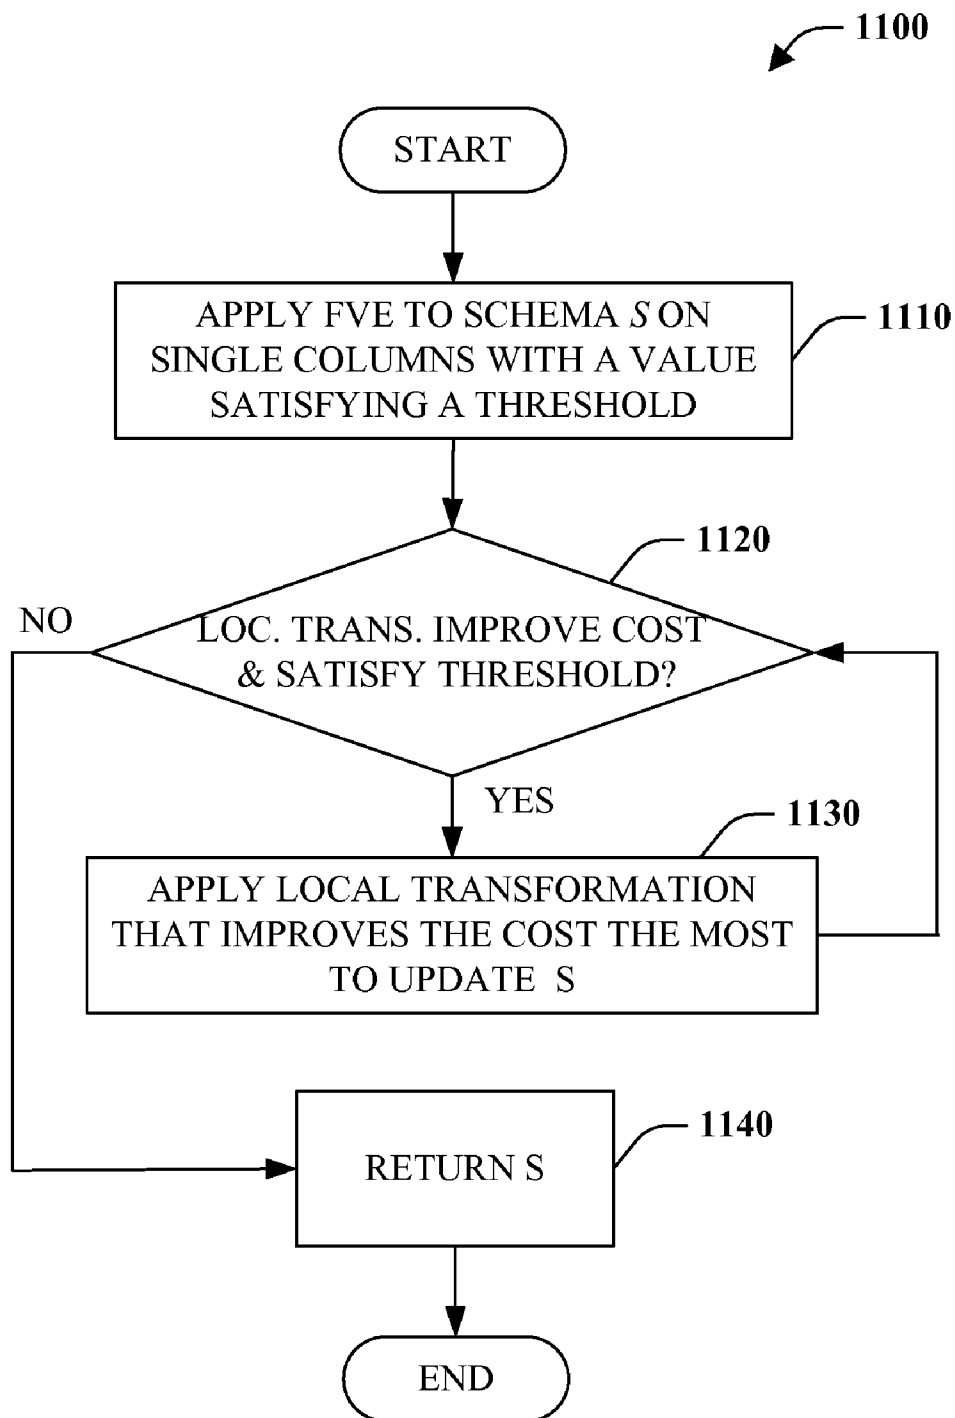 1100
START
APPLY FVE TO SCHEMA S ON
SINGLE COLUMNS WITH A VALUE
SATISFYING A THRESHOLD
1110
1120
NO
LOC. TRANS. IMPROVE COST
& SATISFY THRESHOLD?
YES
1130
APPLY LOCAL TRANSFORMATION
THAT IMPROVES THE COST THE MOST
TO UPDATE S
1140
RETURN S
END